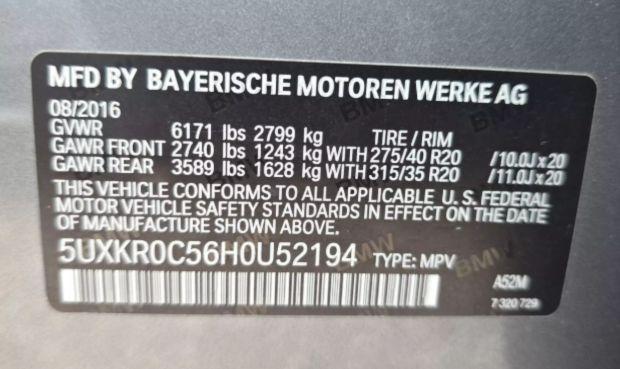 MFD BY BAYERISCHE MOTOREN WERKE AG
08/2016
GVWR 6171 lbs 2799 kg TIRE / RIM
GAWR FRONT 2740 lbs 1243 kg WITH 275/40 R20 /10.0J x 20
GAWR REAR 3589 lbs 1628 kg WITH 315/35 R20 /11.0J x 20
THIS VEHICLE CONFORMS TO ALL APPLICABLE U.S. FEDERAL
MOTOR VEHICLE SAFETY STANDARDS IN EFFECT ON THE DATE
OF MANUFACTURE SHOWN ABOVE.
5UXKR0C56H0U52194 TYPE: MPV
A52M
7 320 729
BMW